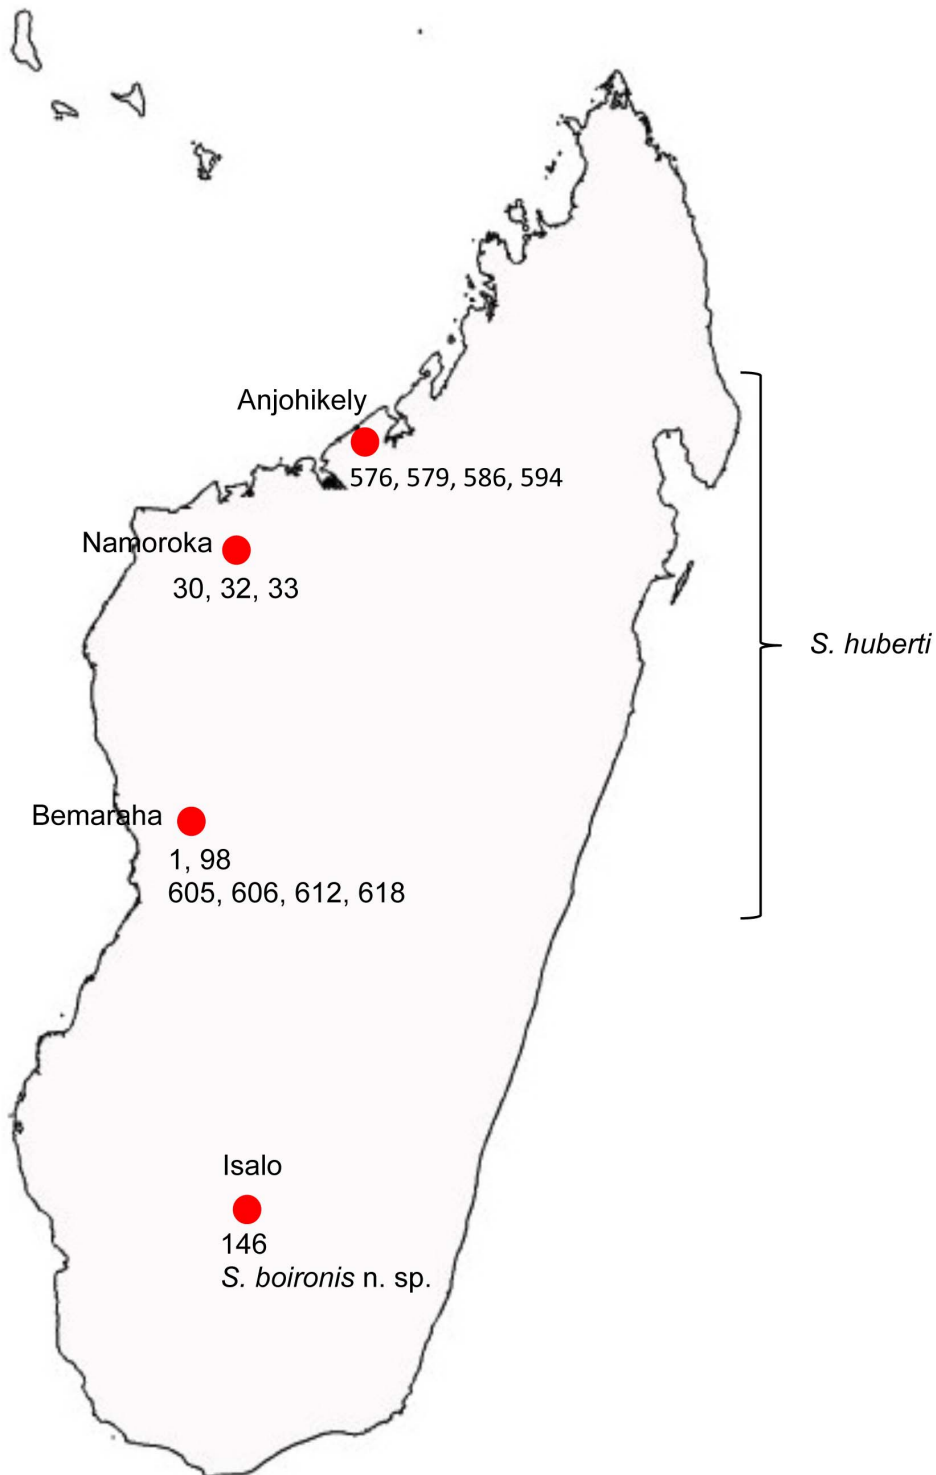 Anjohikely
576, 579, 586, 594
Namoroka
30, 32, 33
S. huberti
Bemaraha
1, 98
605, 606, 612, 618
Isalo
146
S. boironis n. sp.